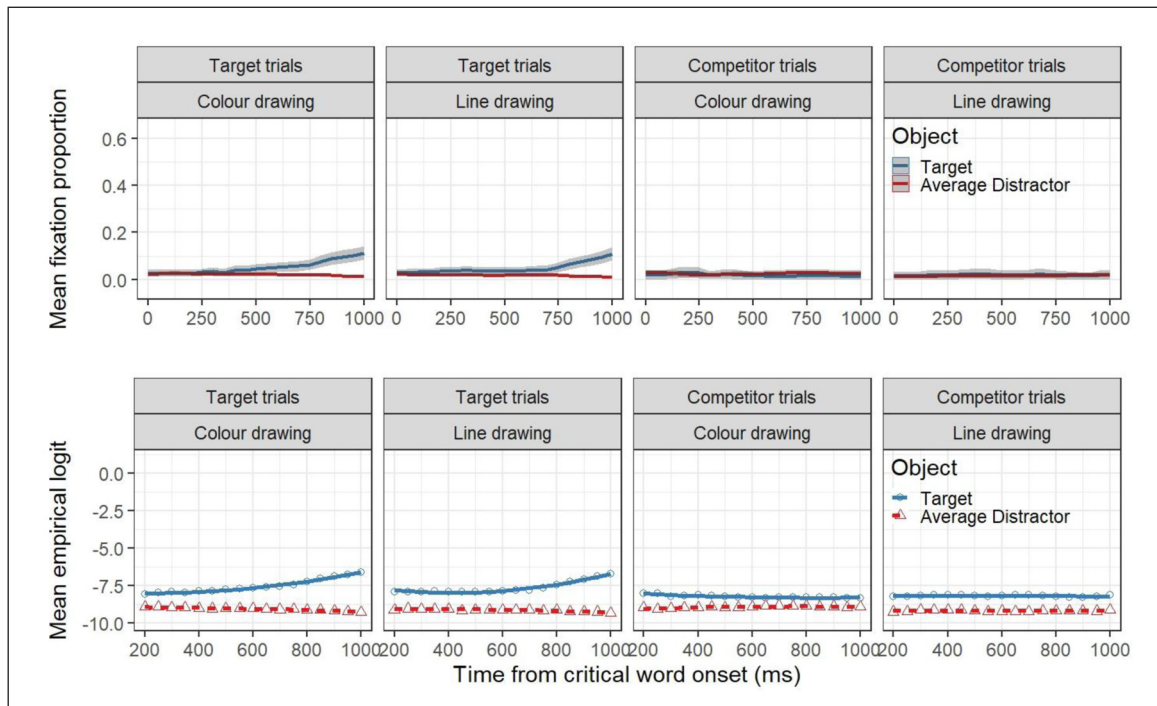 Target trials
Target trials
Competitor trials
Competitor trials
Colour drawing
Line drawing
Colour drawing
Line drawing
Mean fixation proportion
0.6
0.4
0.2
0.0
Object
Target
Average Distractor
0 250 500 750 1000
0 250 500 750 1000
0 250 500 750 1000
0 250 500 750 1000
Target trials
Target trials
Competitor trials
Competitor trials
Colour drawing
Line drawing
Colour drawing
Line drawing
Mean empirical logit
0.0
-2.5
-5.0
-7.5
-10.0
Object
Target
Average Distractor
200 400 600 800 1000
200 400 600 800 1000
200 400 600 800 1000
200 400 600 800 1000
Time from critical word onset (ms)